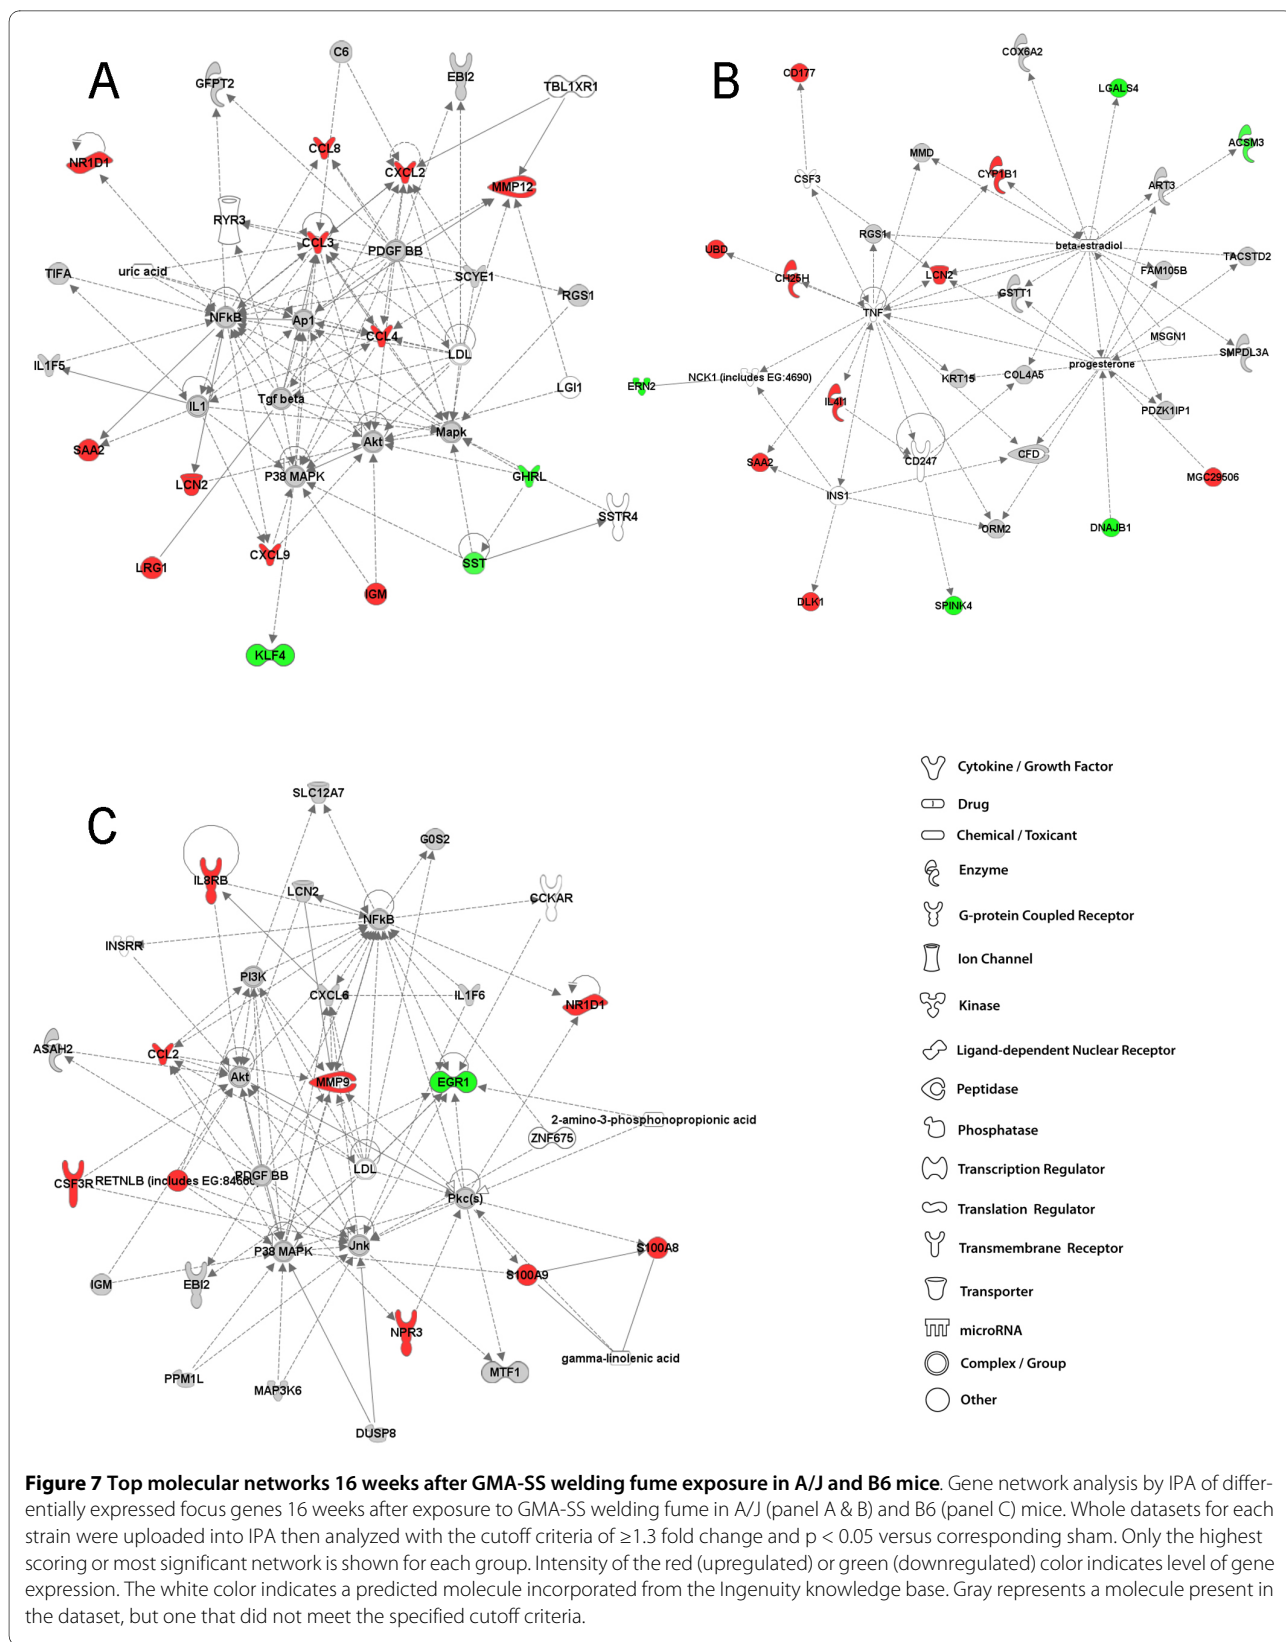 A
C6
GFPT2
EBI2
TBL1XR1
NR1D1
CCL8
CXCL2
MMP12
RYR3
CCL3
PDGF BB
TIFA
uric acid
SCYE1
RGS1
NFkB
Ap1
CCL4
LDL
IL1F5
LGI1
IL1
Tgf beta
Mapk
Akt
SAA2
LCN2
P38 MAPK
GHRL
SSTR4
CXCL9
LRG1
SST
IGM
KLF4
B
COX6A2
CD177
LGALS4
ACSM3
MMD
CSF3
CYP1B1
ART3
RGS1
beta-estradiol
UBD
TACSTD2
CH25H
LCN2
FAM105B
GSTT1
TNF
MSGN1
SMPDL3A
progesterone
NCK1 (includes EG:4690)
ERN2
KRT15
COL4A5
IL4I1
PDZK1IP1
SAA2
CD247
CFD
MGC29506
INS1
ORM2
DNAJB1
DLK1
SPINK4
C
SLC12A7
G0S2
IL8RB
LCN2
CCKAR
NFkB
INSRR
PI3K
CXCL6
IL1F6
NR1D1
ASAH2
CCL2
Akt
MMP9
EGR1
2-amino-3-phosphonopropionic acid
ZNF675
CSF3R
RETNLB (includes EG:8466
PDGF BB
LDL
Pkc(s)
P38 MAPK
Jnk
S100A8
S100A9
IGM
EBI2
NPR3
gamma-linolenic acid
MTF1
PPM1L
MAP3K6
DUSP8
Cytokine / Growth Factor
Drug
Chemical / Toxicant
Enzyme
G-protein Coupled Receptor
Ion Channel
Kinase
Ligand-dependent Nuclear Receptor
Peptidase
Phosphatase
Transcription Regulator
Translation Regulator
Transmembrane Receptor
Transporter
microRNA
Complex / Group
Other
Figure 7 Top molecular networks 16 weeks after GMA-SS welding fume exposure in A/J and B6 mice. Gene network analysis by IPA of differ-
entially expressed focus genes 16 weeks after exposure to GMA-SS welding fume in A/J (panel A & B) and B6 (panel C) mice. Whole datasets for each
strain were uploaded into IPA then analyzed with the cutoff criteria of ≥1.3 fold change and p < 0.05 versus corresponding sham. Only the highest
scoring or most significant network is shown for each group. Intensity of the red (upregulated) or green (downregulated) color indicates level of gene
expression. The white color indicates a predicted molecule incorporated from the Ingenuity knowledge base. Gray represents a molecule present in
the dataset, but one that did not meet the specified cutoff criteria.